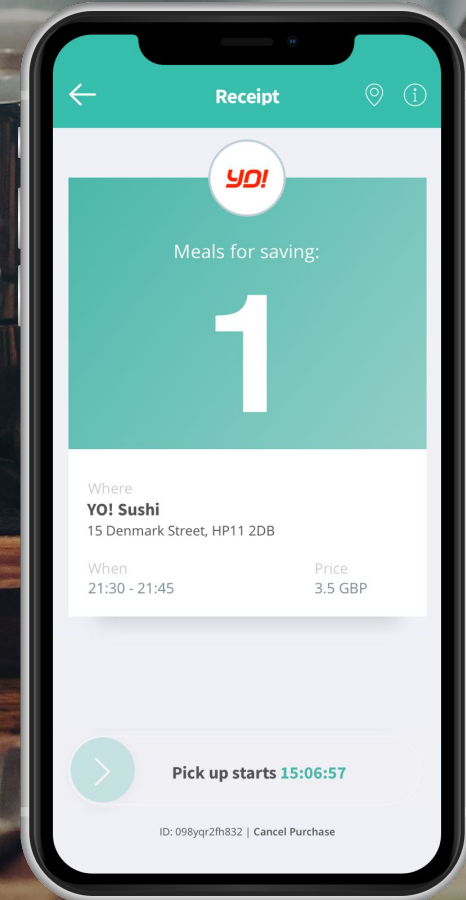 Receipt
YO!
Meals for saving:
1
Where
YO! Sushi
15 Denmark Street, HP11 2DB
When Price
21:30 - 21:45 3.5 GBP
Pick up starts 15:06:57
ID: 098yqr2fh832 | Cancel Purchase